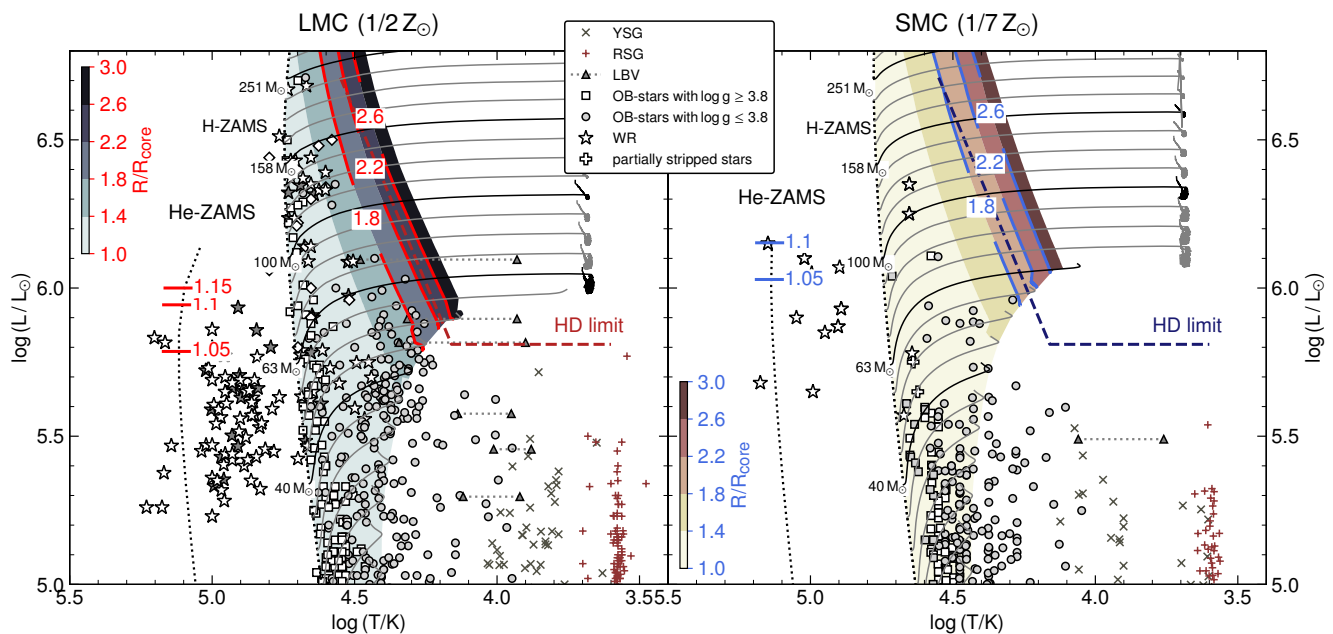 LMC (1/2 Z⊙)
SMC (1/7 Z⊙)
YSG
RSG
LBV
OB-stars with log g ≥ 3.8
OB-stars with log g ≤ 3.8
WR
partially stripped stars
3.0
2.6
2.2
1.8
1.4
1.0
R/Rcore
251 M⊙
H-ZAMS
158 M⊙
He-ZAMS
100 M⊙
63 M⊙
40 M⊙
2.6
2.2
1.8
1.15
1.1
1.05
HD limit
6.5
6.0
5.5
5.0
log(L/L⊙)
5.5
5.0
4.5
4.0
3.5
log(T/K)
251 M⊙
H-ZAMS
158 M⊙
He-ZAMS
100 M⊙
63 M⊙
40 M⊙
2.6
2.2
1.8
1.1
1.05
HD limit
3.0
2.6
2.2
1.8
1.4
1.0
R/Rcore
6.5
6.0
5.5
5.0
log(L/L⊙)
5.5
5.0
4.5
4.0
3.5
log(T/K)